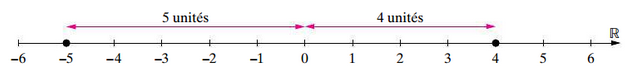 5 unités 4 unités
ℝ
−6 −5 −4 −3 −2 −1 0 1 2 3 4 5 6